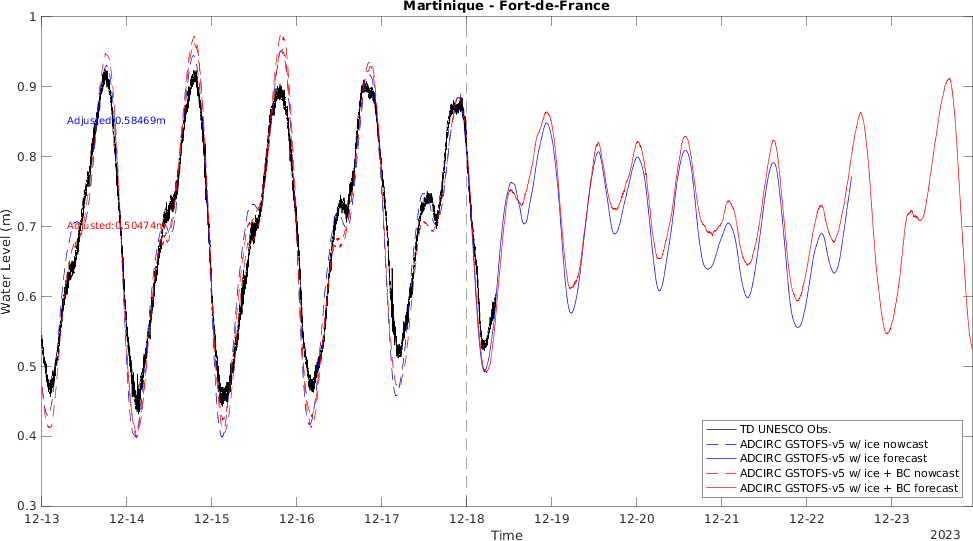 Martinique - Fort-de-France
1
0.9
0.8
0.7
0.6
0.5
0.4
0.3
Water Level (m)
Adjusted:0.58469m
Adjusted:0.50474m
TD UNESCO Obs.
ADCIRC GSTOFS-v5 w/ ice nowcast
ADCIRC GSTOFS-v5 w/ ice forecast
ADCIRC GSTOFS-v5 w/ ice + BC nowcast
ADCIRC GSTOFS-v5 w/ ice + BC forecast
12-13 12-14 12-15 12-16 12-17 12-18 12-19 12-20 12-21 12-22 12-23
Time
2023